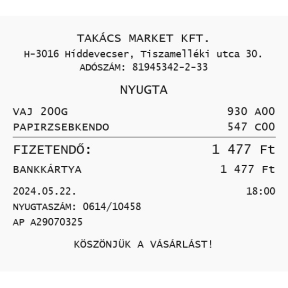 TAKÁCS MARKET KFT.
H-3016 Hiddevecser, Tiszamelléki utca 30.
ADÓSZÁM: 81945342-2-33
NYUGTA
VAJ 200G 930 A00
PAPIRZSEBKENDO 547 C00
FIZETENDŐ: 1 477 Ft
BANKKÁRTYA 1 477 Ft
2024.05.22. 18:00
NYUGTASZÁM: 0614/10458
AP A29070325
KÖSZÖNJÜK A VÁSÁRLÁST!